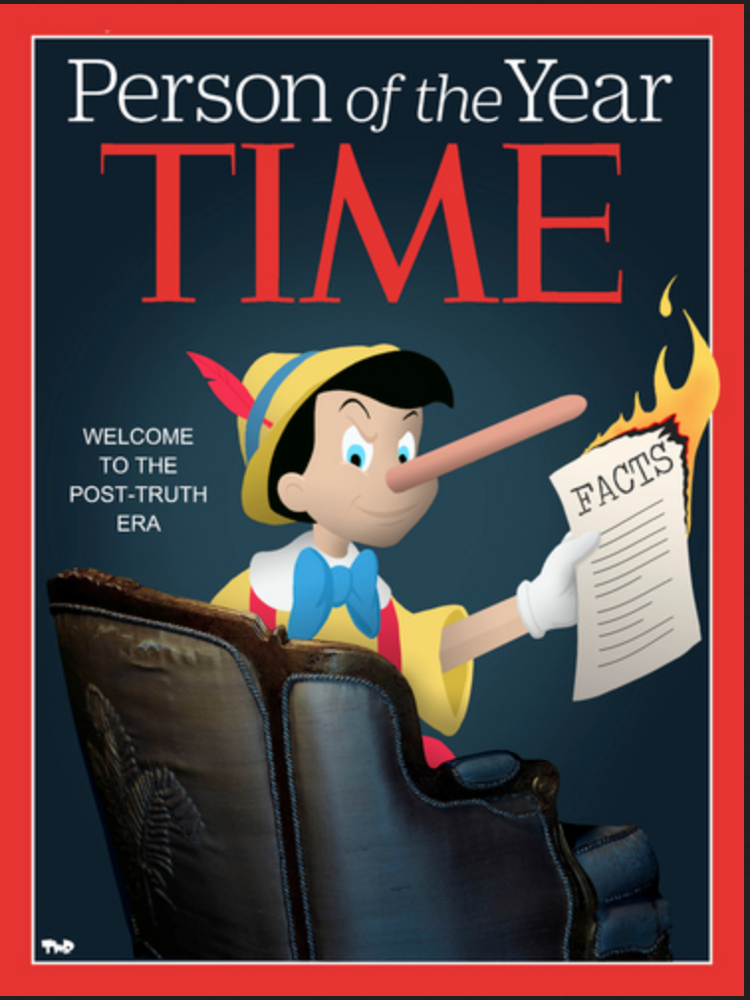 Person of the Year
TIME
WELCOME
TO THE
POST-TRUTH
ERA
FACTS